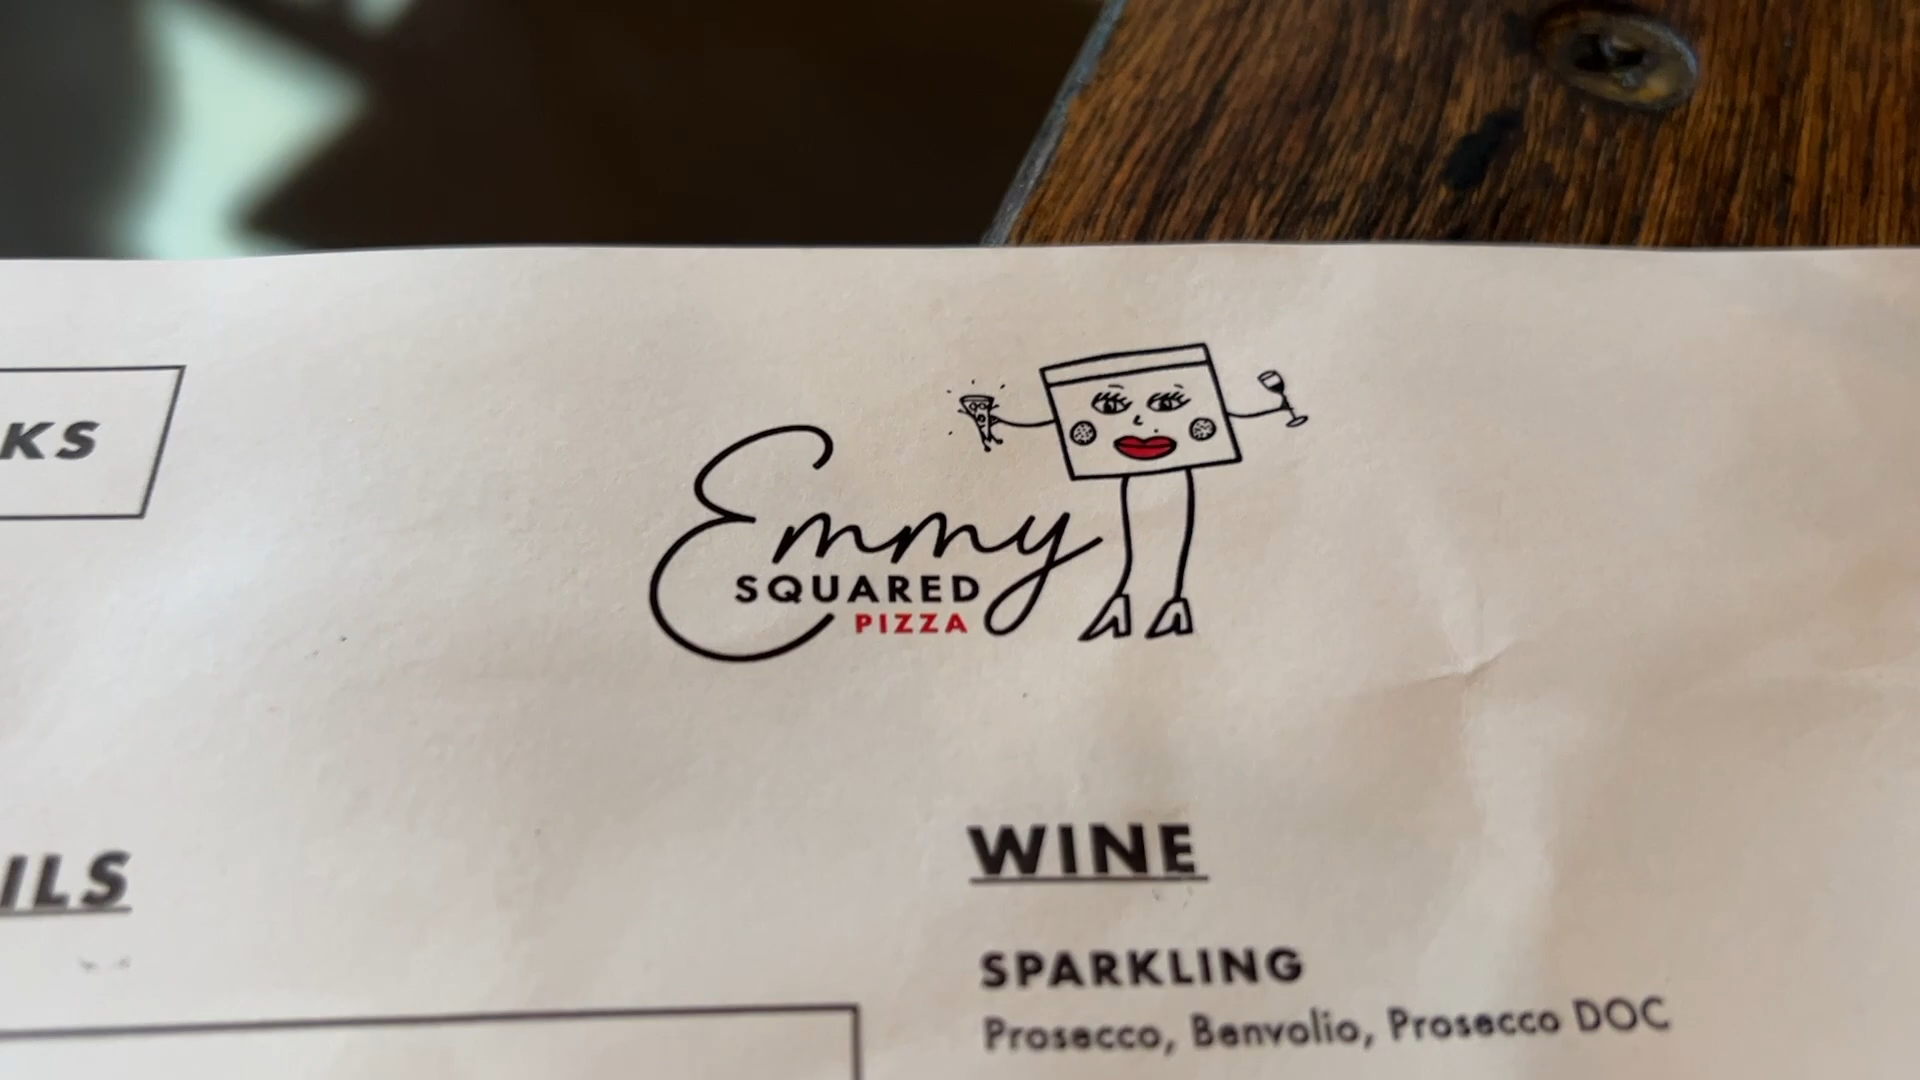 KS
Emmy
SQUARED
PIZZA
ILS
WINE
SPARKLING
Prosecco, Benvolio, Prosecco DOC